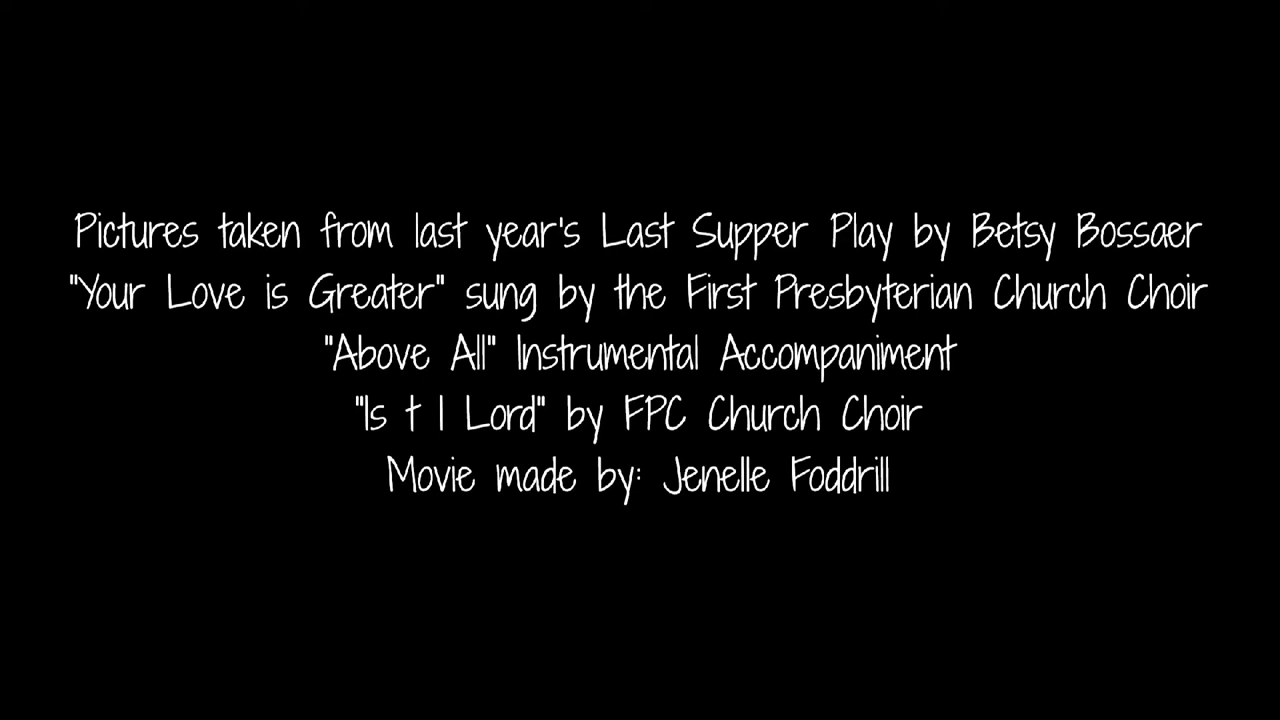 Pictures taken from last year's Last Supper Play by Betsy Bossaer
"Your Love is Greater" sung by the First Presbyterian Church Choir
"Above All" Instrumental Accompaniment
"Is t I Lord" by FPC Church Choir
Movie made by: Jenelle Foddrill